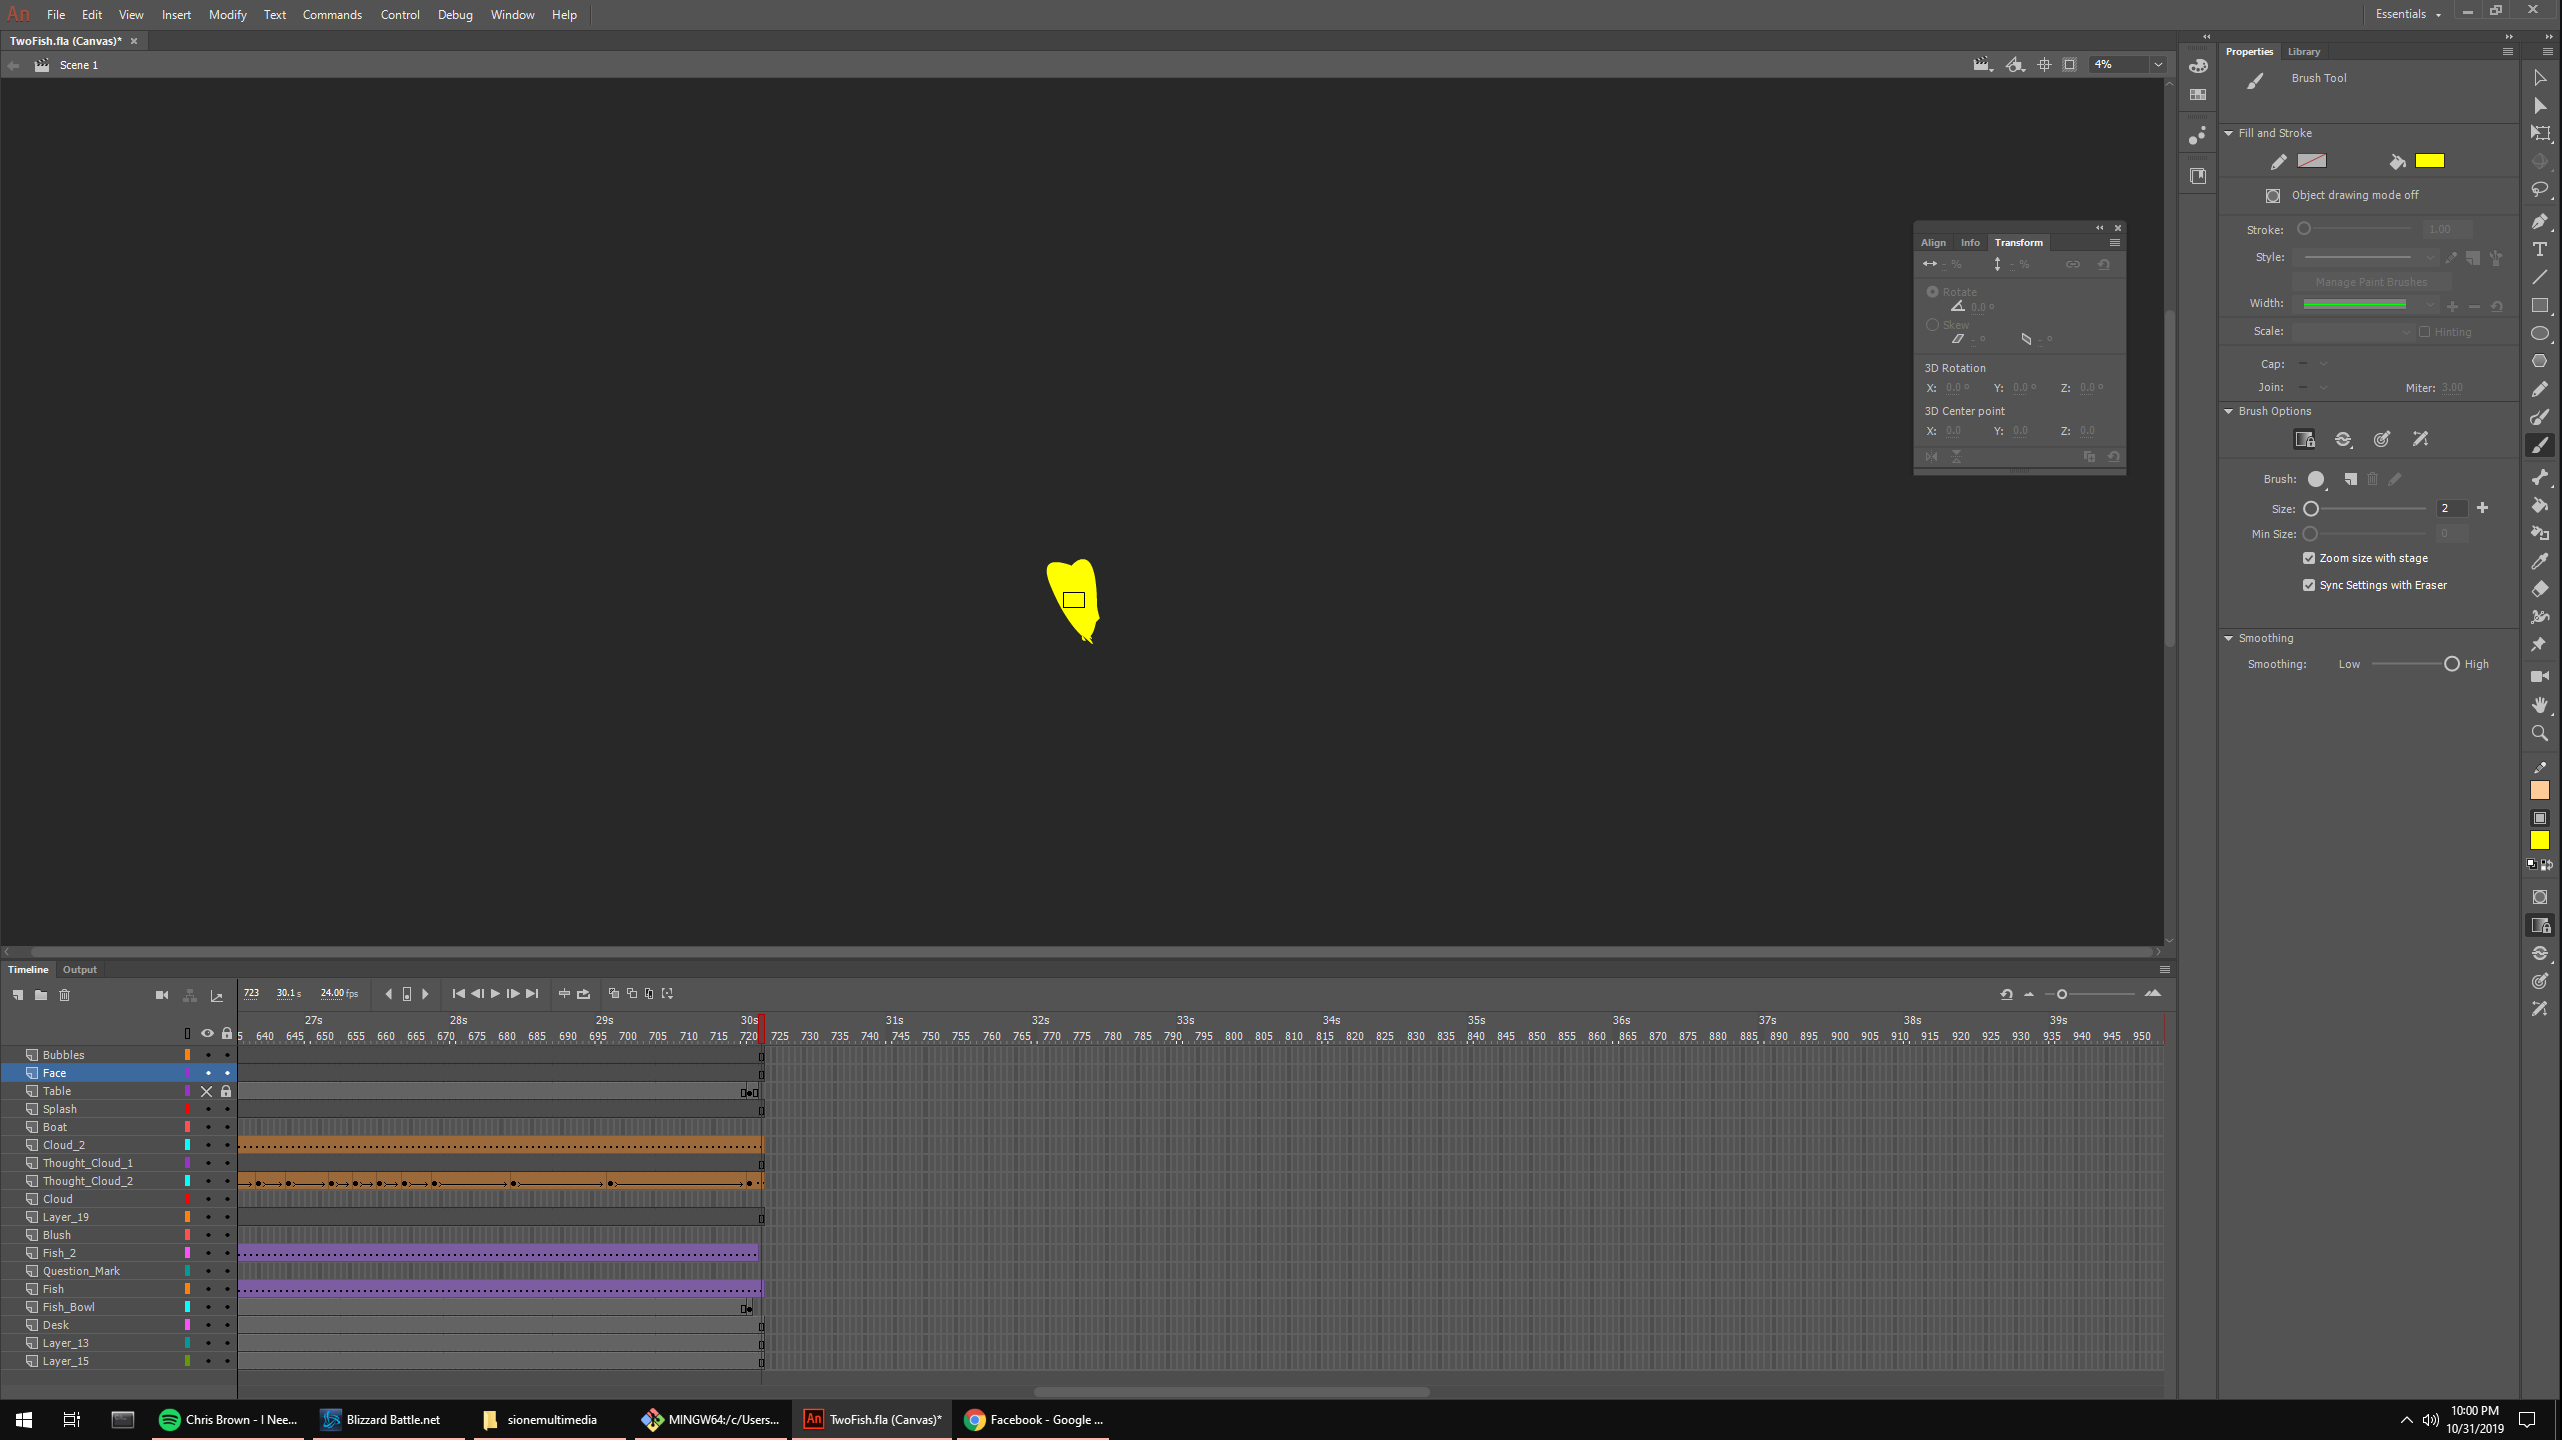 An File Edit View Insert Modify Text Commands Control Debug Window Help Essentials
TwoFish.fla (Canvas)* ×
Scene 1 4%
Properties Library
Brush Tool
Fill and Stroke
Object drawing mode off
Stroke: 1.00
Style:
Manage Paint Brushes
Width:
Scale: Hinting
Cap:
Join: Miter: 3.00
Brush Options
Brush:
Size: 2
Min Size: 0
Zoom size with stage
Sync Settings with Eraser
Smoothing
Smoothing: Low High
Align Info Transform
- % - %
Rotate
0.0 °
Skew
- ° - °
3D Rotation
X: 0.0 ° Y: 0.0 ° Z: 0.0 °
3D Center point
X: 0.0 Y: 0.0 Z: 0.0
Timeline Output
723 30.1 s 24.00 fps
27s 28s 29s 30s 31s 32s 33s 34s 35s 36s 37s 38s 39s
5 640 645 650 655 660 665 670 675 680 685 690 695 700 705 710 715 720 725 730 735 740 745 750 755 760 765 770 775 780 785 790 795 800 805 810 815 820 825 830 835 840 845 850 855 860 865 870 875 880 885 890 895 900 905 910 915 920 925 930 935 940 945 950
Bubbles
Face
Table
Splash
Boat
Cloud_2
Thought_Cloud_1
Thought_Cloud_2
Cloud
Layer_19
Blush
Fish_2
Question_Mark
Fish
Fish_Bowl
Desk
Layer_13
Layer_15
Chris Brown - I Nee... Blizzard Battle.net sionemultimedia MINGW64:/c/Users... An TwoFish.fla (Canvas)* Facebook - Google ...
10:00 PM
10/31/2019